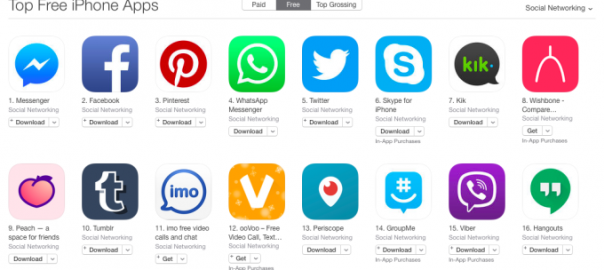 Top Free iPhone Apps
Paid
Free
Top Grossing
Social Networking
kik.
1. Messenger
Social Networking
+ Download
2. Facebook
Social Networking
+ Download
3. Pinterest
Social Networking
+ Download
4. WhatsApp
Messenger
Social Networking
Download
5. Twitter
Social Networking
+ Download
6. Skype for
iPhone
Social Networking
Download
In-App Purchases
7. Kik
Social Networking
Download
8. Wishbone -
Compare...
Social Networking
Get
In-App Purchases
t
imo
V
9. Peach — a
space for friends
Social Networking
Download
10. Tumblr
Social Networking
+ Download
11. imo free video
calls and chat
Social Networking
+ Get
12. ooVoo – Free
Video Call, Text...
Social Networking
+ Get
In-App Purchases
13. Periscope
Social Networking
Download
14. GroupMe
Social Networking
+ Download
15. Viber
Social Networking
+ Download
In-App Purchases
16. Hangouts
Social Networking
+ Download